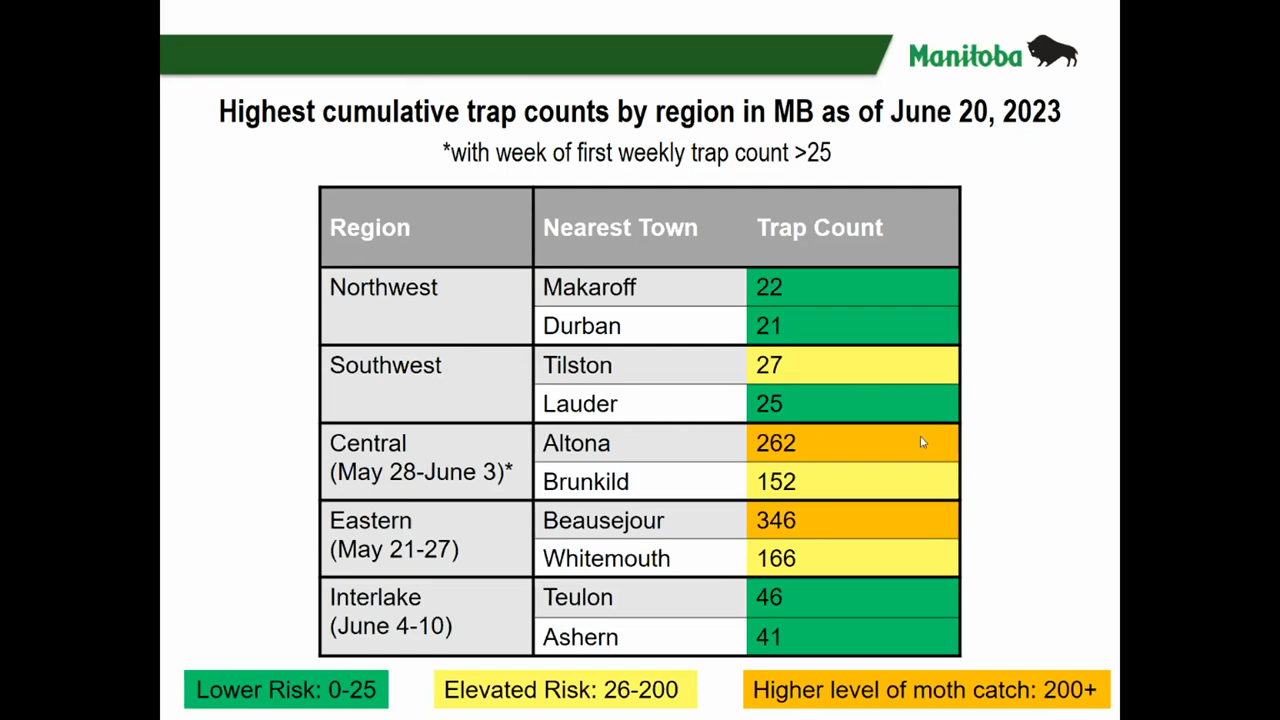 Manitoba
Highest cumulative trap counts by region in MB as of June 20, 2023
*with week of first weekly trap count >25
Region Nearest Town Trap Count
Northwest Makaroff 22
Durban 21
Southwest Tilston 27
Lauder 25
Central Altona 262
(May 28-June 3)* Brunkild 152
Eastern Beausejour 346
(May 21-27) Whitemouth 166
Interlake Teulon 46
(June 4-10) Ashern 41
Lower Risk: 0-25 Elevated Risk: 26-200 Higher level of moth catch: 200+